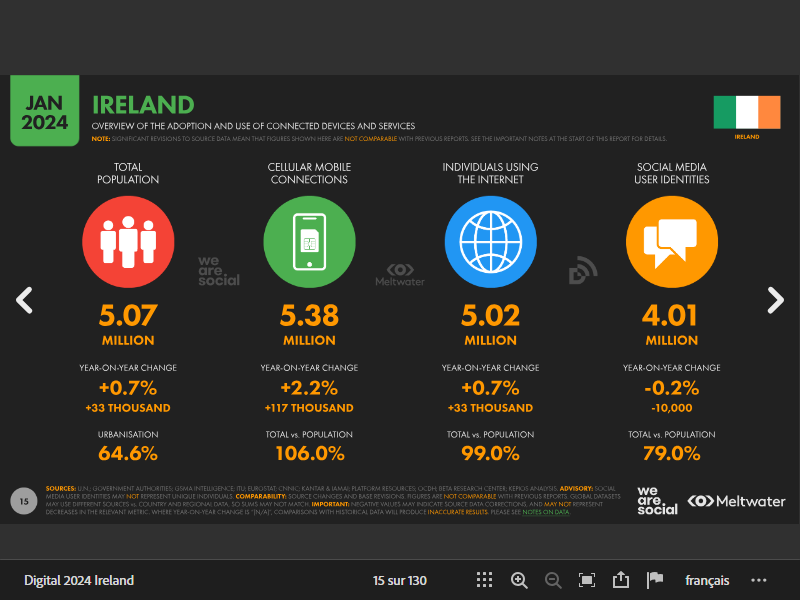 JAN
2024
IRELAND
OVERVIEW OF THE ADOPTION AND USE OF CONNECTED DEVICES AND SERVICES
NOTE: SIGNIFICANT REVISIONS TO SOURCE DATA MEAN THAT FIGURES SHOWN HERE ARE NOT COMPARABLE WITH PREVIOUS REPORTS. SEE THE IMPORTANT NOTES AT THE START OF THIS REPORT FOR DETAILS.
IRELAND
TOTAL
POPULATION
CELLULAR MOBILE
CONNECTIONS
INDIVIDUALS USING
THE INTERNET
SOCIAL MEDIA
USER IDENTITIES
we
are
social
Meltwater
5.07
MILLION
5.38
MILLION
5.02
MILLION
4.01
MILLION
YEAR-ON-YEAR CHANGE
+0.7%
+33 THOUSAND
YEAR-ON-YEAR CHANGE
+2.2%
+117 THOUSAND
YEAR-ON-YEAR CHANGE
+0.7%
+33 THOUSAND
YEAR-ON-YEAR CHANGE
-0.2%
-10,000
URBANISATION
64.6%
TOTAL vs. POPULATION
106.0%
TOTAL vs. POPULATION
99.0%
TOTAL vs. POPULATION
79.0%
15
SOURCES: U.N.; GOVERNMENT AUTHORITIES; GSMA INTELLIGENCE; ITU; EUROSTAT; CNNIC; KANTAR & IAMAI; PLATFORM RESOURCES; OCDH; BETA RESEARCH CENTER; KEPIOS ANALYSIS. ADVISORY: SOCIAL
MEDIA USER IDENTITIES MAY NOT REPRESENT UNIQUE INDIVIDUALS. COMPARABILITY: SOURCE CHANGES AND BASE REVISIONS. FIGURES ARE NOT COMPARABLE WITH PREVIOUS REPORTS. GLOBAL DATASETS
MAY USE DIFFERENT SOURCES vs. COUNTRY AND REGIONAL DATA, SO SUMS MAY NOT MATCH. IMPORTANT: NEGATIVE VALUES MAY INDICATE SOURCE DATA CORRECTIONS, AND MAY NOT REPRESENT
DECREASES IN THE RELEVANT METRIC. WHERE YEAR-ON-YEAR CHANGE IS "[N/A]", COMPARISONS WITH HISTORICAL DATA WILL PRODUCE INACCURATE RESULTS. PLEASE SEE NOTES ON DATA.
we
are
social
Meltwater
Digital 2024 Ireland
15 sur 130
français